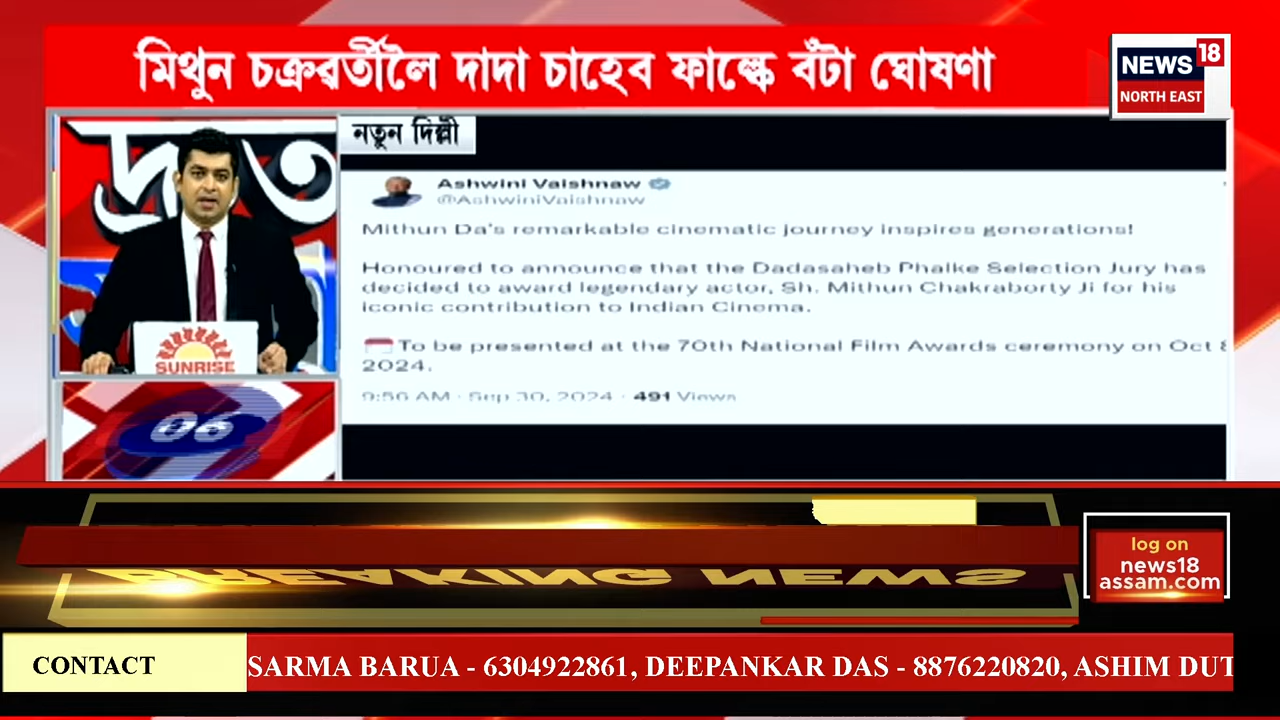 মিথুন চক্ৰৱৰ্তীলৈ দাদা চাহেব ফাল্কে বঁটা ঘোষণা
NEWS 18
NORTH EAST
নতুন দিল্লী
Ashwini Vaishnaw
@AshwiniVaishnaw
Mithun Da's remarkable cinematic journey inspires generations!
Honoured to announce that the Dadasaheb Phalke Selection Jury has
decided to award legendary actor, Sh. Mithun Chakraborty Ji for his
iconic contribution to Indian Cinema.
To be presented at the 70th National Film Awards ceremony on Oct 8
2024.
9:56 AM · Sep 30, 2024 · 491 Views
SUNRISE
06
BREAKING NEWS
log on
news18
assam.com
CONTACT
SARMA BARUA - 6304922861, DEEPANKAR DAS - 8876220820, ASHIM DUT